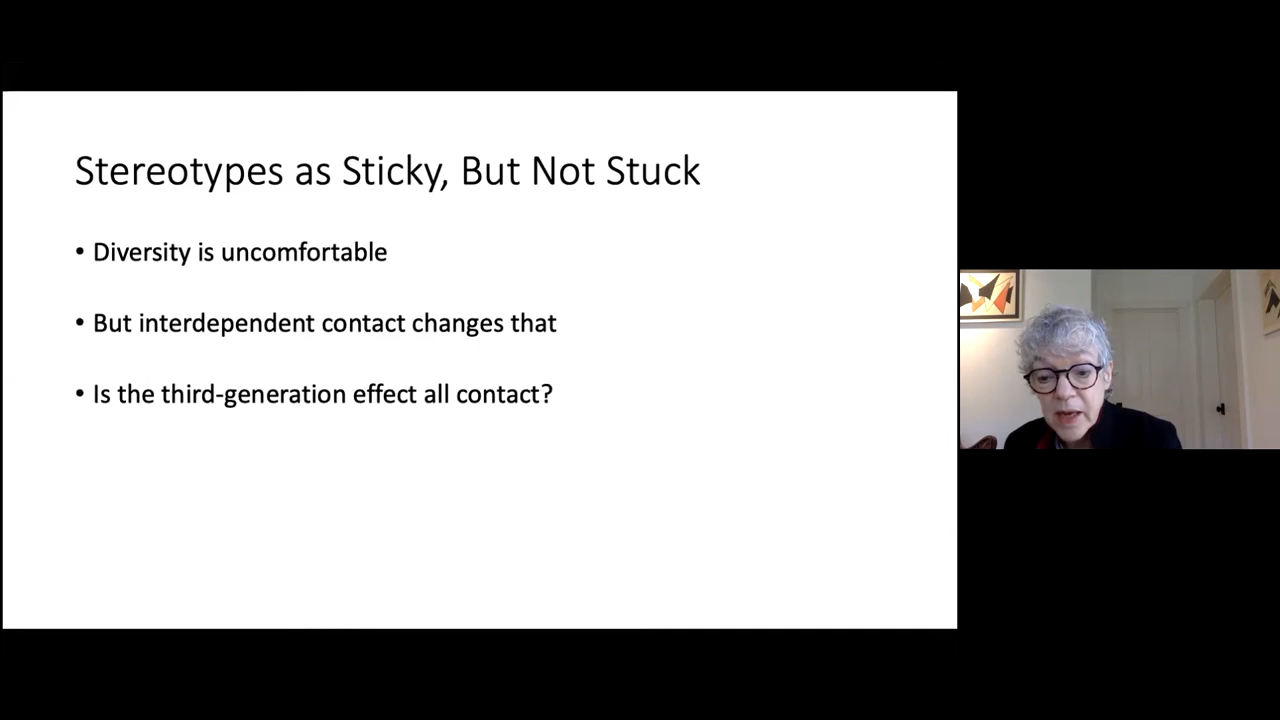 Stereotypes as Sticky, But Not Stuck
• Diversity is uncomfortable
• But interdependent contact changes that
• Is the third-generation effect all contact?